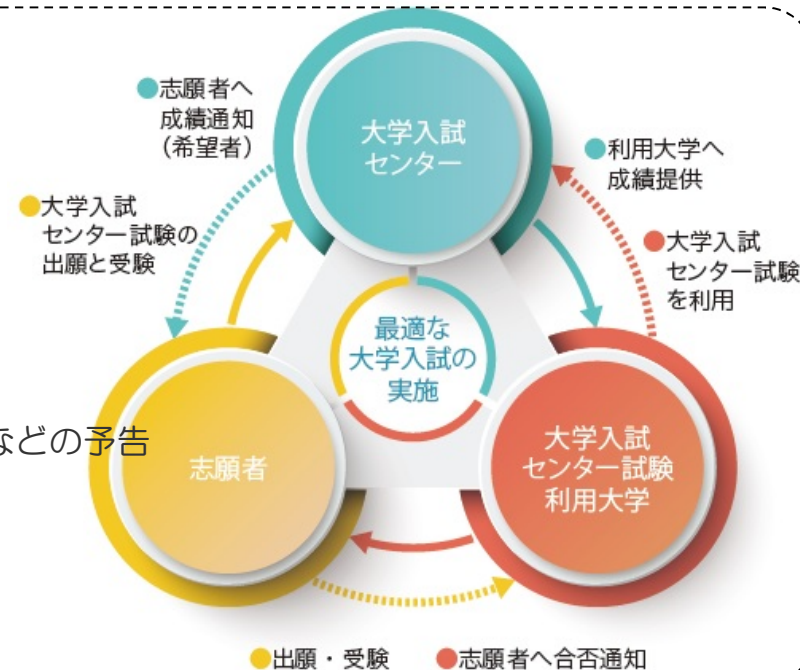 ●志願者へ
成績通知
（希望者）
大学入試
センター
●利用大学へ
成績提供
●大学入試
センター試験の
出願と受験
●大学入試
センター試験
を利用
最適な
大学入試の
実施
などの予告
志願者
大学入試
センター試験
利用大学
●出願・受験
●志願者へ合否通知